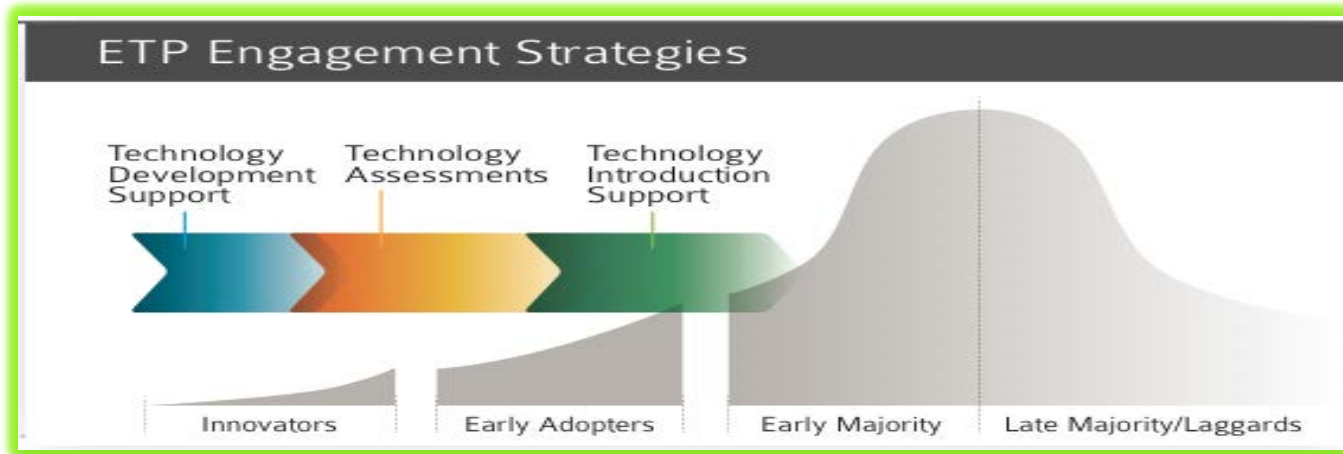 ETP Engagement Strategies
Technology
Development
Support
Technology
Assessments
Technology
Introduction
Support
Innovators
Early Adopters
Early Majority
Late Majority/Laggards